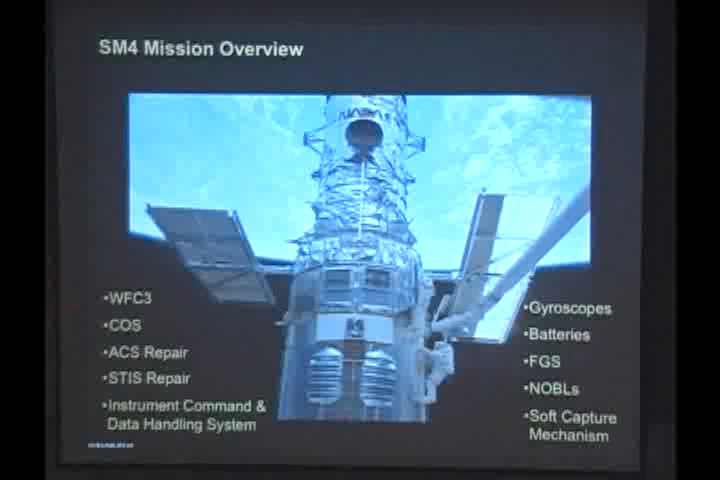 SM4 Mission Overview
•WFC3
•COS
•ACS Repair
•STIS Repair
•Instrument Command &
Data Handling System
•Gyroscopes
•Batteries
•FGS
•NOBLs
•Soft Capture
Mechanism